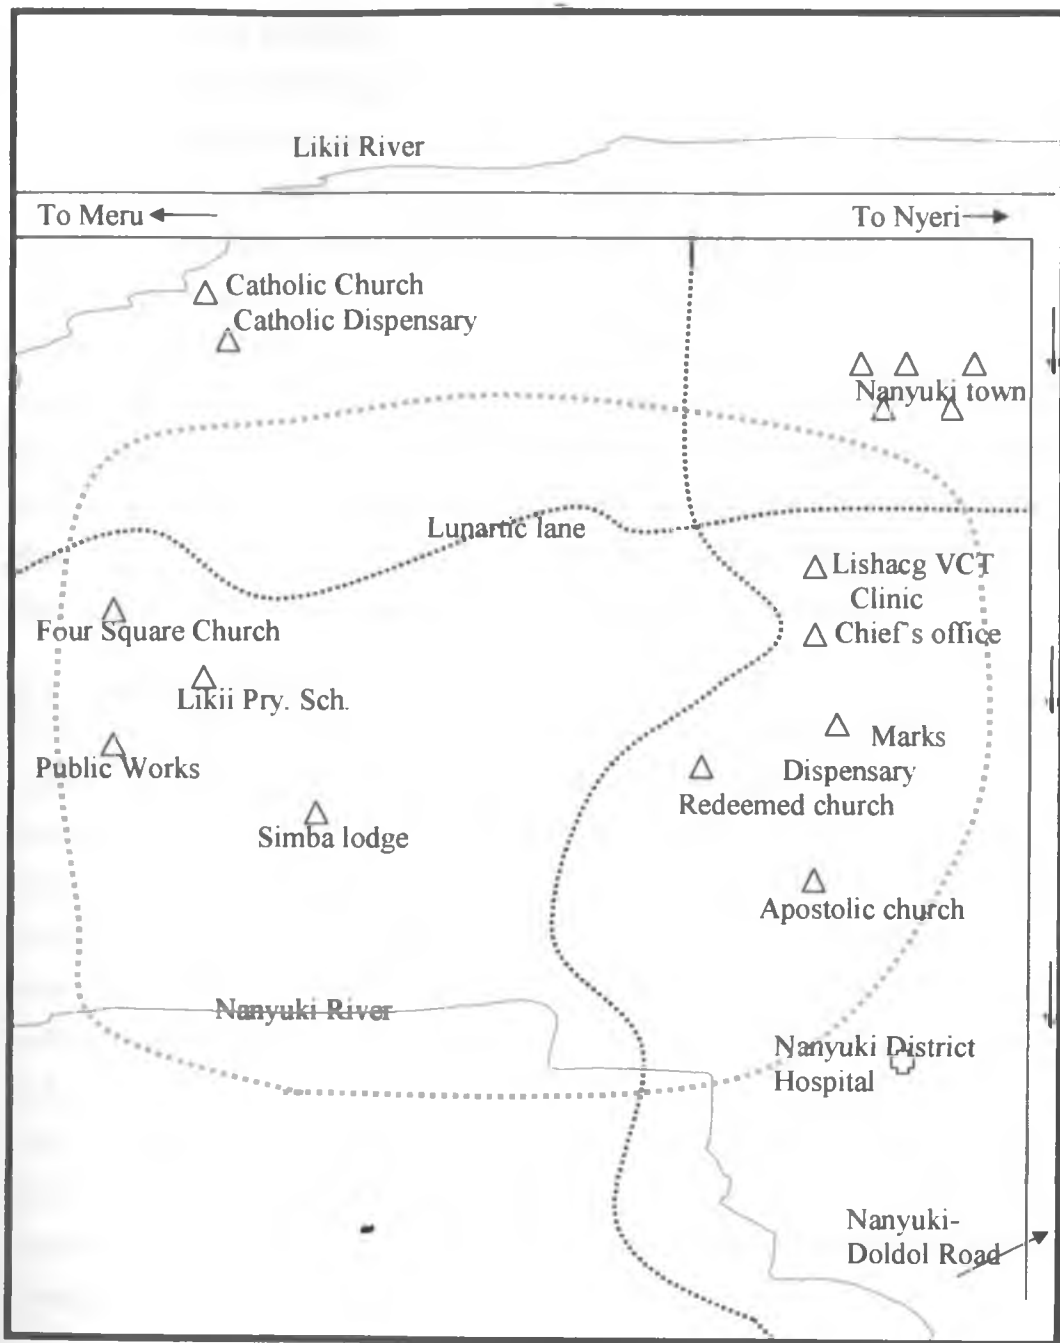 Likii River
To Meru
To Nyeri
Catholic Church
Catholic Dispensary
Nanyuki town
Lunartic lane
Lishacg VCT
Clinic
Four Square Church
Chief's office
Likii Pry. Sch.
Public Works
Marks
Dispensary
Redeemed church
Simba lodge
Apostolic church
Nanyuki River
Nanyuki District
Hospital
Nanyuki-
Doldol Road